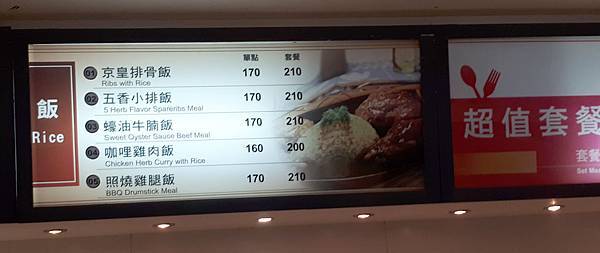 飯
Rice
單點 套餐
01 京皇排骨飯 170 210
Ribs with Rice
02 五香小排飯 170 210
5 Herb Flavor Spareribs Meal
03 蠔油牛腩飯 170 210
Sweet Oyster Sauce Beef Meal
04 咖哩雞肉飯 160 200
Chicken Herb Curry with Rice
05 照燒雞腿飯 170 210
BBQ Drumstick Meal
超值套餐
套餐
Set